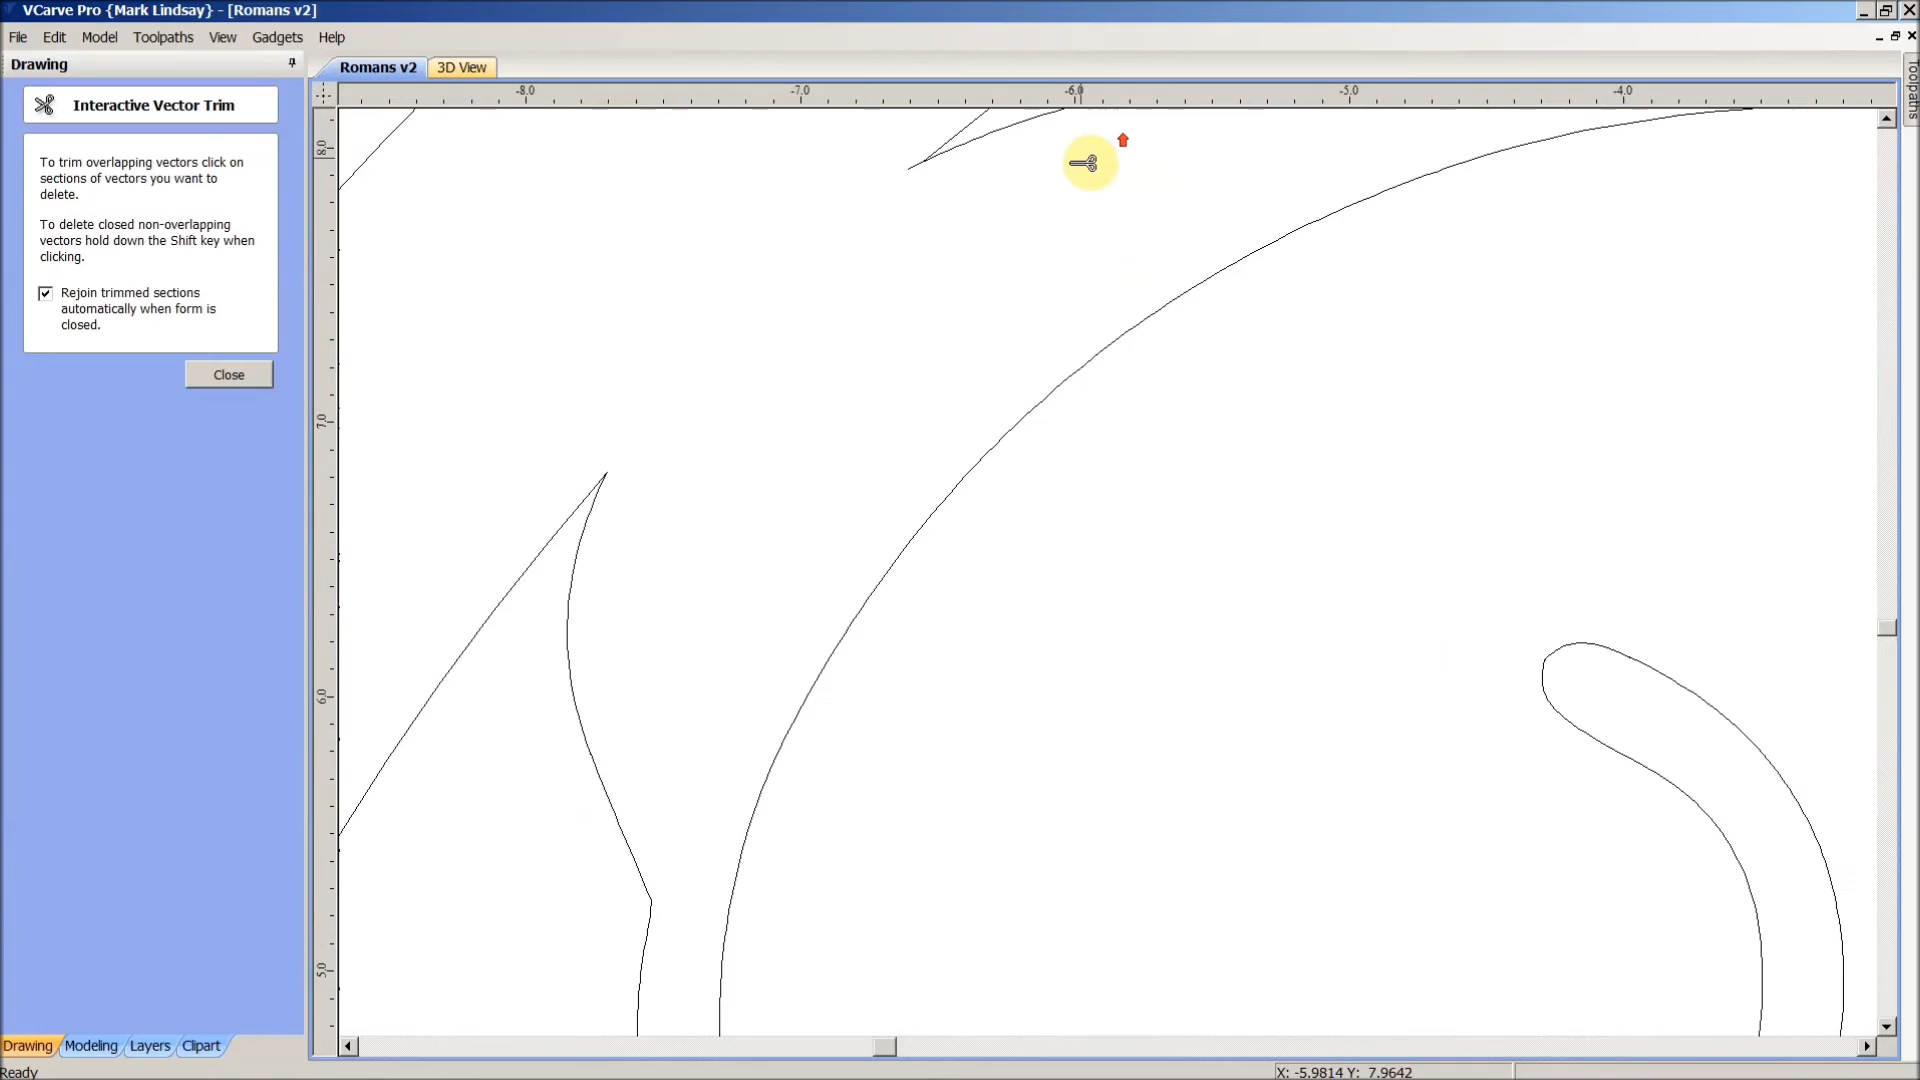 VCarve Pro {Mark Lindsay} - [Romans v2]
File Edit Model Toolpaths View Gadgets Help
Drawing
Romans v2 3D View
Toolpaths
-8.0 -7.0 -6.0 -5.0 -4.0
Interactive Vector Trim
To trim overlapping vectors click on
sections of vectors you want to
delete.
To delete closed non-overlapping
vectors hold down the Shift key when
clicking.
Rejoin trimmed sections
automatically when form is
closed.
Close
8.0
7.0
6.0
5.0
Drawing Modeling Layers Clipart
Ready
X: -5.9814 Y: 7.9642